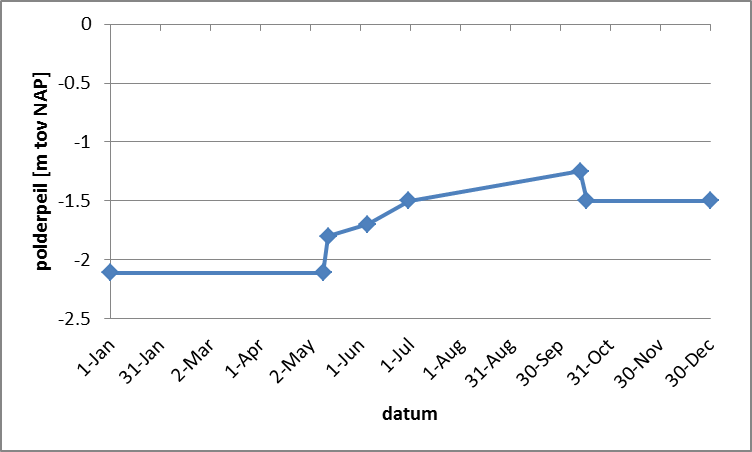 0
-0.5
-1
-1.5
-2
-2.5
polderpeil [m tov NAP]
1-Jan
31-Jan
2-Mar
1-Apr
2-May
1-Jun
1-Jul
1-Aug
31-Aug
30-Sep
31-Oct
30-Nov
30-Dec
datum